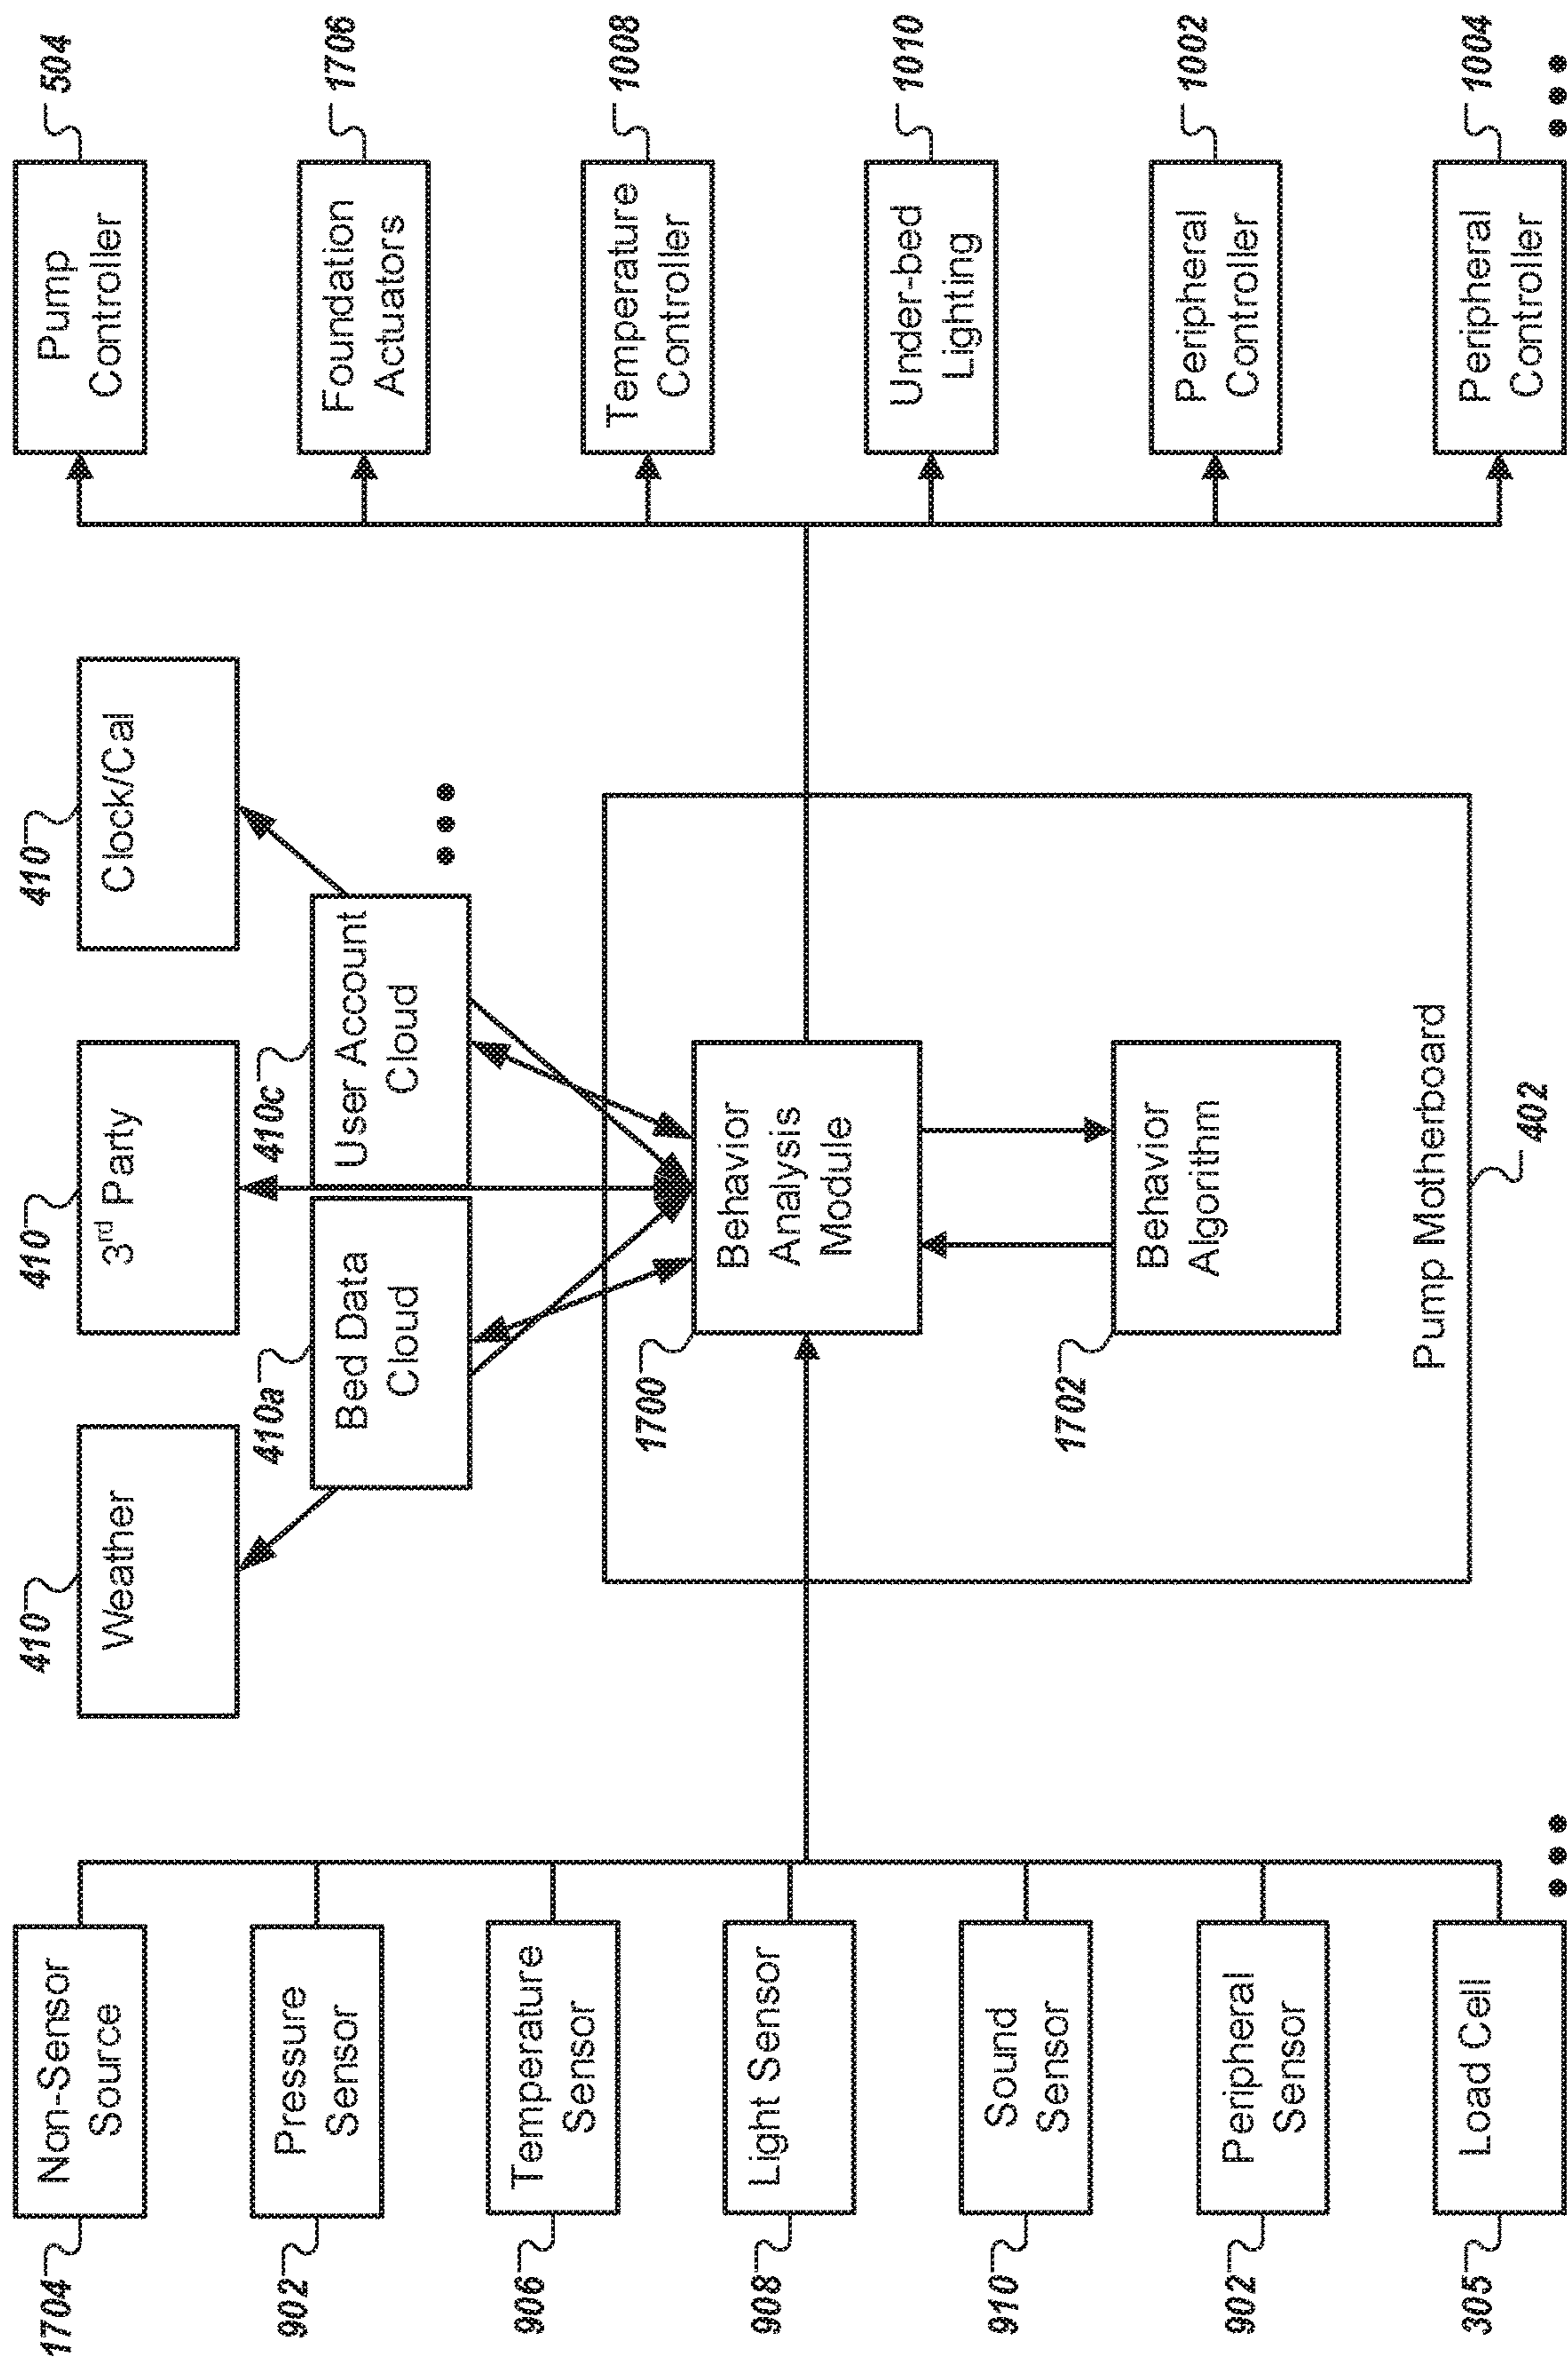 1704
Non-Sensor
Source
902
Pressure
Sensor
906
Temperature
Sensor
908
Light Sensor
910
Sound
Sensor
902
Peripheral
Sensor
305
Load Cell
410
Weather
410
3rd Party
410
Clock/Cal
410a
Bed Data
Cloud
410c
User Account
Cloud
1700
Behavior
Analysis
Module
1702
Behavior
Algorithm
Pump Motherboard
402
Pump
Controller
504
Foundation
Actuators
1706
Temperature
Controller
1008
Under-bed
Lighting
1010
Peripheral
Controller
1002
Peripheral
Controller
1004